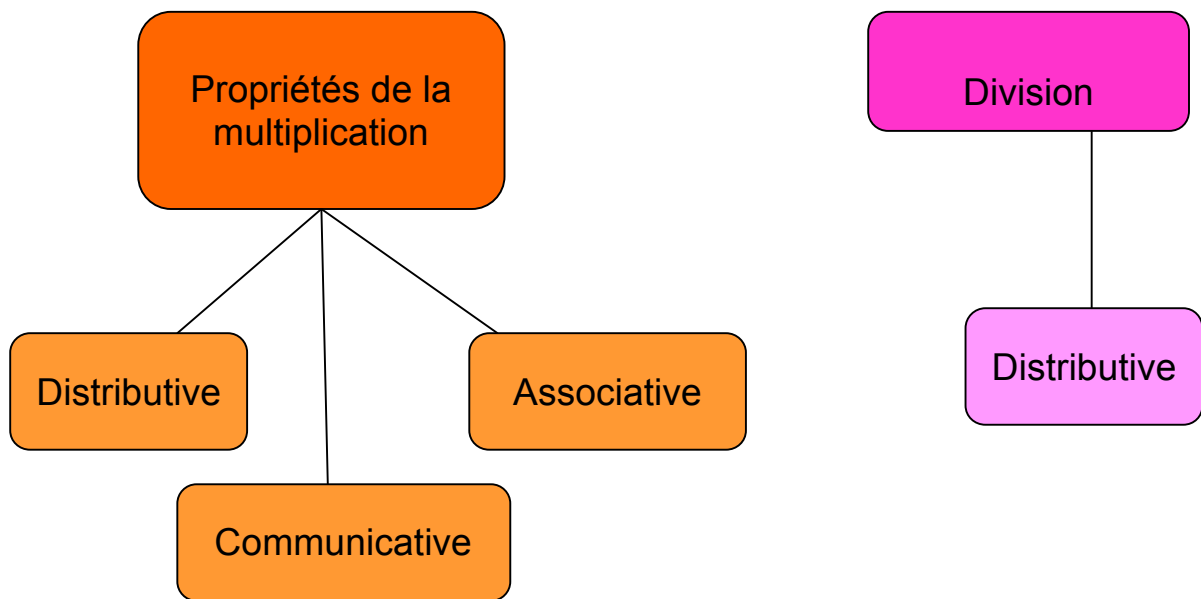 Propriétés de la
multiplication
Division
Distributive
Associative
Communicative
Distributive